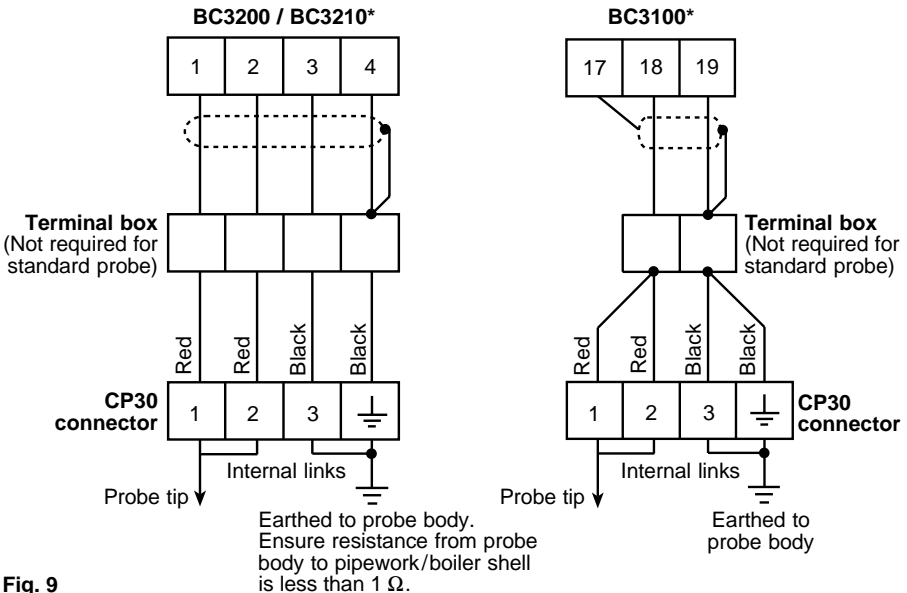 BC3200 / BC3210*
1 2 3 4
Terminal box
(Not required for
standard probe)
Red Red Black Black
CP30
connector
1 2 3
Internal links
Probe tip
Earthed to probe body.
Ensure resistance from probe
body to pipework/boiler shell
is less than 1 Ω.
BC3100*
17 18 19
Terminal box
(Not required for
standard probe)
Red Red Black Black
1 2 3
CP30
connector
Internal links
Probe tip
Earthed to
probe body
Fig. 9